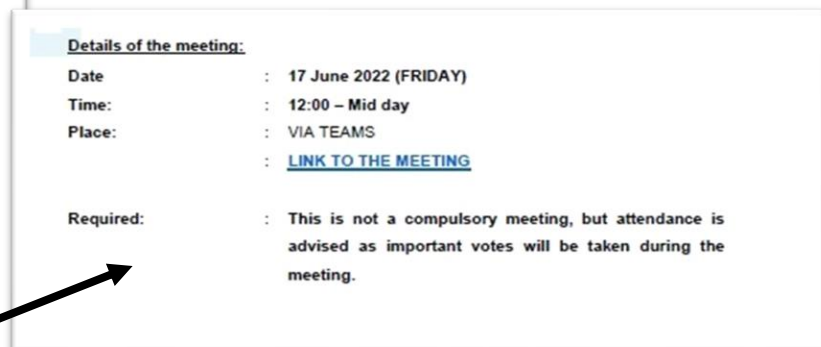 Details of the meeting:
Date : 17 June 2022 (FRIDAY)
Time: : 12:00 – Mid day
Place: : VIA TEAMS
: LINK TO THE MEETING
Required: : This is not a compulsory meeting, but attendance is
advised as important votes will be taken during the
meeting.